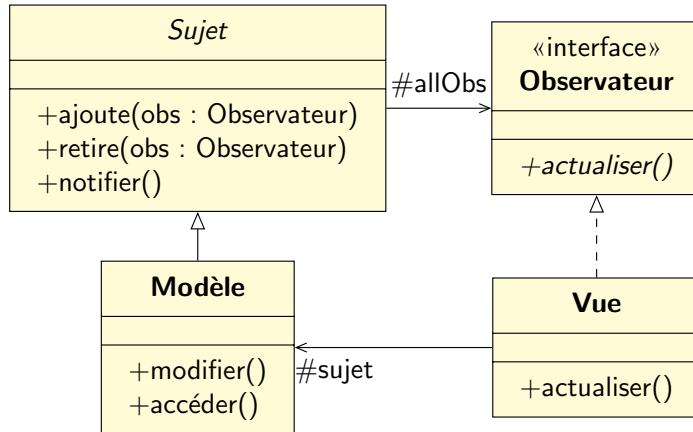 Sujet
+ajoute(obs : Observateur)
+retire(obs : Observateur)
+notifier()
#allObs
«interface»
Observateur
+actualiser()
Modèle
+modifier()
+accéder()
#sujet
Vue
+actualiser()